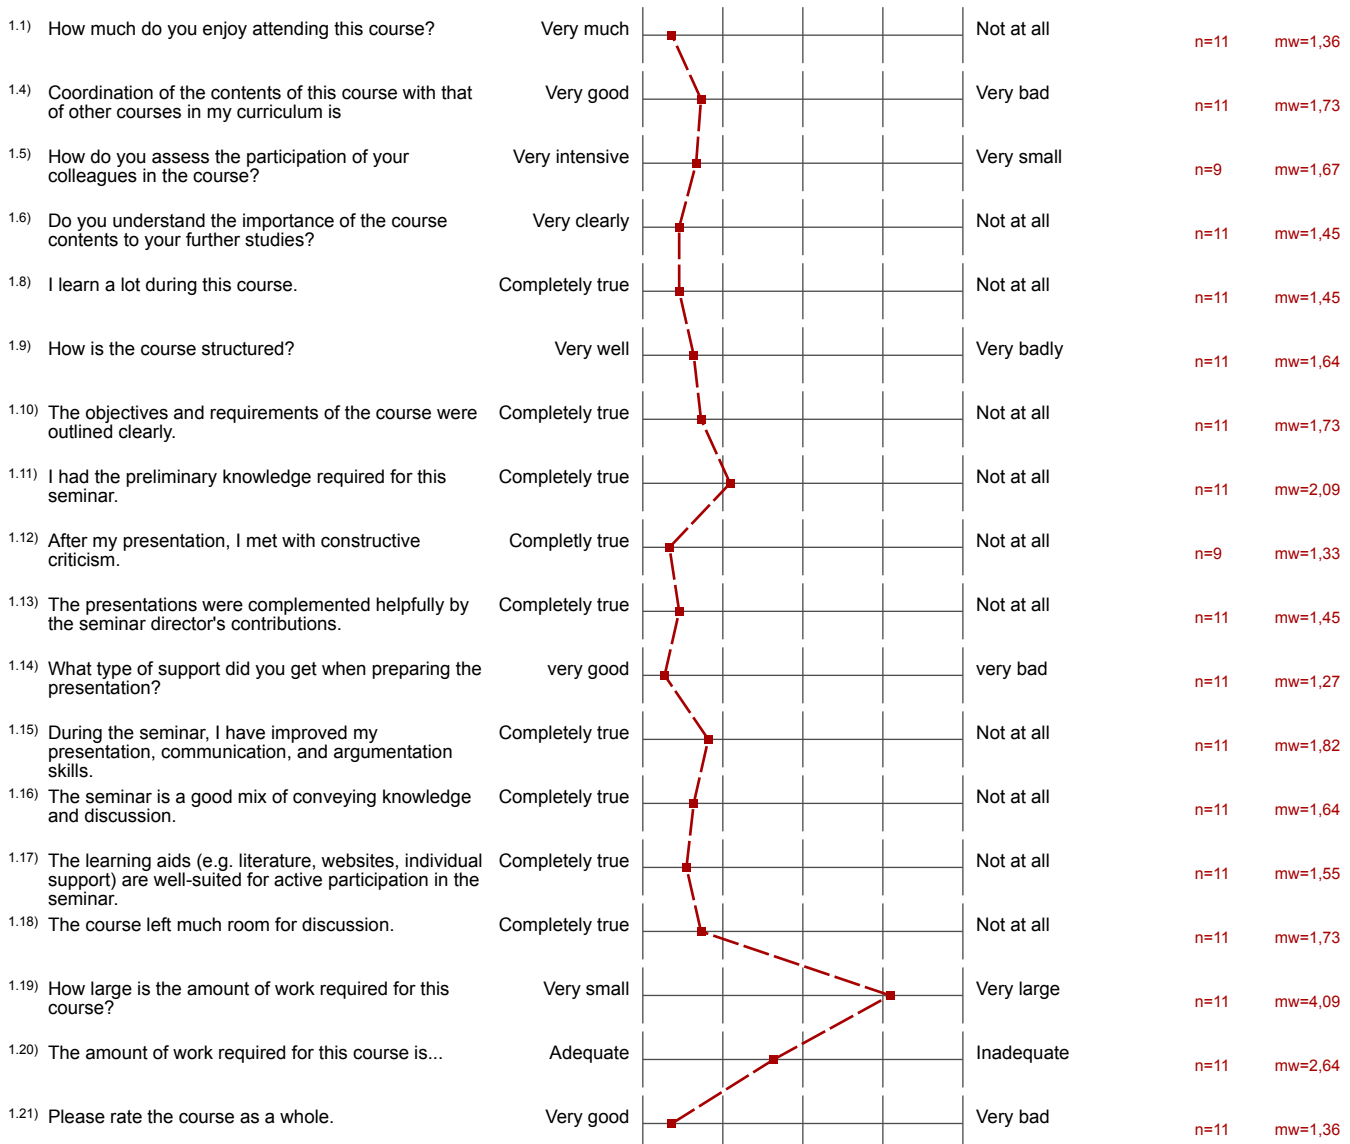 1.1) How much do you enjoy attending this course? Very much Not at all n=11 mw=1,36
1.4) Coordination of the contents of this course with that Very good Very bad n=11 mw=1,73
of other courses in my curriculum is
1.5) How do you assess the participation of your Very intensive Very small n=9 mw=1,67
colleagues in the course?
1.6) Do you understand the importance of the course Very clearly Not at all n=11 mw=1,45
contents to your further studies?
1.8) I learn a lot during this course. Completely true Not at all n=11 mw=1,45
1.9) How is the course structured? Very well Very badly n=11 mw=1,64
1.10) The objectives and requirements of the course were Completely true Not at all n=11 mw=1,73
outlined clearly.
1.11) I had the preliminary knowledge required for this Completely true Not at all n=11 mw=2,09
seminar.
1.12) After my presentation, I met with constructive Completly true Not at all n=9 mw=1,33
criticism.
1.13) The presentations were complemented helpfully by Completely true Not at all n=11 mw=1,45
the seminar director's contributions.
1.14) What type of support did you get when preparing the very good very bad n=11 mw=1,27
presentation?
1.15) During the seminar, I have improved my Completely true Not at all n=11 mw=1,82
presentation, communication, and argumentation
skills.
1.16) The seminar is a good mix of conveying knowledge Completely true Not at all n=11 mw=1,64
and discussion.
1.17) The learning aids (e.g. literature, websites, individual Completely true Not at all n=11 mw=1,55
support) are well-suited for active participation in the
seminar.
1.18) The course left much room for discussion. Completely true Not at all n=11 mw=1,73
1.19) How large is the amount of work required for this Very small Very large n=11 mw=4,09
course?
1.20) The amount of work required for this course is... Adequate Inadequate n=11 mw=2,64
1.21) Please rate the course as a whole. Very good Very bad n=11 mw=1,36